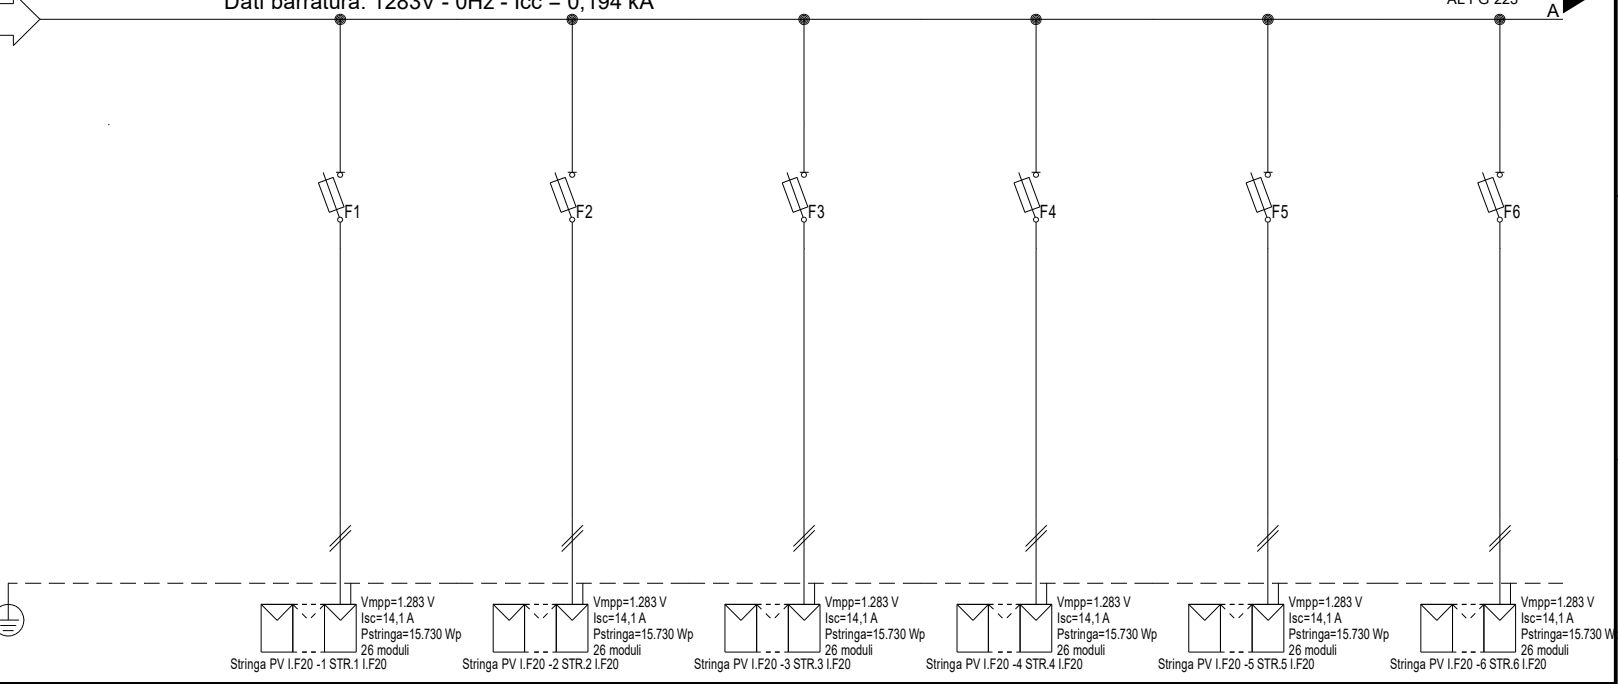 Dati barratura: 1283V - 0Hz - Icc = 0,194 kA
A
F1
F2
F3
F4
F5
F6
Vmpp=1.283 V
Isc=14,1 A
Pstringa=15.730 Wp
26 moduli
Stringa PV I.F20 -1 STR.1 I.F20
Vmpp=1.283 V
Isc=14,1 A
Pstringa=15.730 Wp
26 moduli
Stringa PV I.F20 -2 STR.2 I.F20
Vmpp=1.283 V
Isc=14,1 A
Pstringa=15.730 Wp
26 moduli
Stringa PV I.F20 -3 STR.3 I.F20
Vmpp=1.283 V
Isc=14,1 A
Pstringa=15.730 Wp
26 moduli
Stringa PV I.F20 -4 STR.4 I.F20
Vmpp=1.283 V
Isc=14,1 A
Pstringa=15.730 Wp
26 moduli
Stringa PV I.F20 -5 STR.5 I.F20
Vmpp=1.283 V
Isc=14,1 A
Pstringa=15.730 W
26 moduli
Stringa PV I.F20 -6 STR.6 I.F20